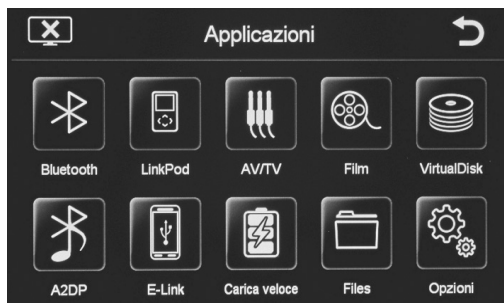 Applicazioni
Bluetooth LinkPod AV/TV Film VirtualDisk
A2DP E-Link Carica veloce Files Opzioni